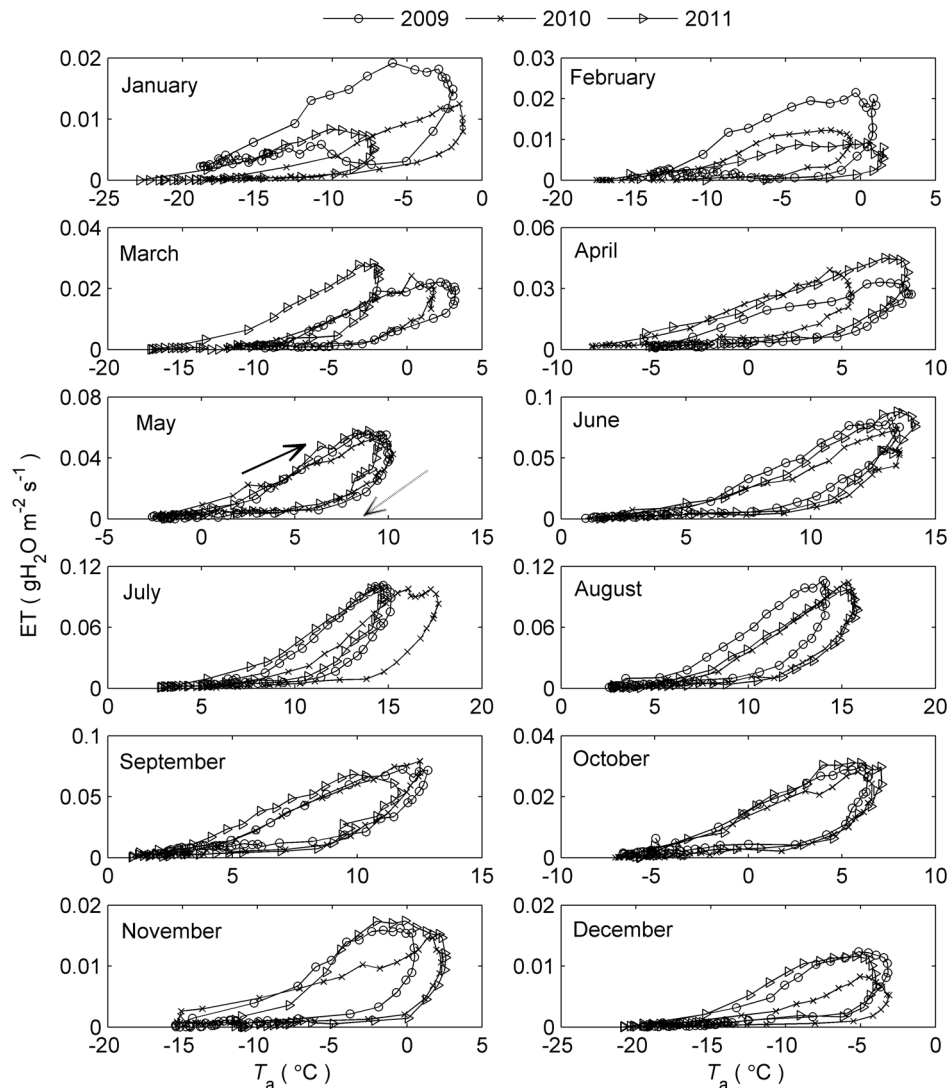 2009 2010 2011
January
0.02
0.01
0
-25 -20 -15 -10 -5 0
February
0.03
0.02
0.01
0
-20 -15 -10 -5 0 5
March
0.04
0.02
0
-20 -15 -10 -5 0 5
April
0.06
0.03
0
-10 -5 0 5 10
May
0.08
0.04
0
-5 0 5 10 15
June
0.1
0.05
0
0 5 10 15
July
0.12
0.06
0
0 5 10 15 20
August
0.12
0.06
0
0 5 10 15 20
September
0.1
0.05
0
0 5 10 15
October
0.04
0.02
0
-10 -5 0 5 10
November
0.02
0.01
0
-20 -15 -10 -5 0 5
December
0.02
0.01
0
-25 -20 -15 -10 -5 0
ET ( gH₂O m⁻² s⁻¹ )
Tₐ ( °C )
Tₐ ( °C )